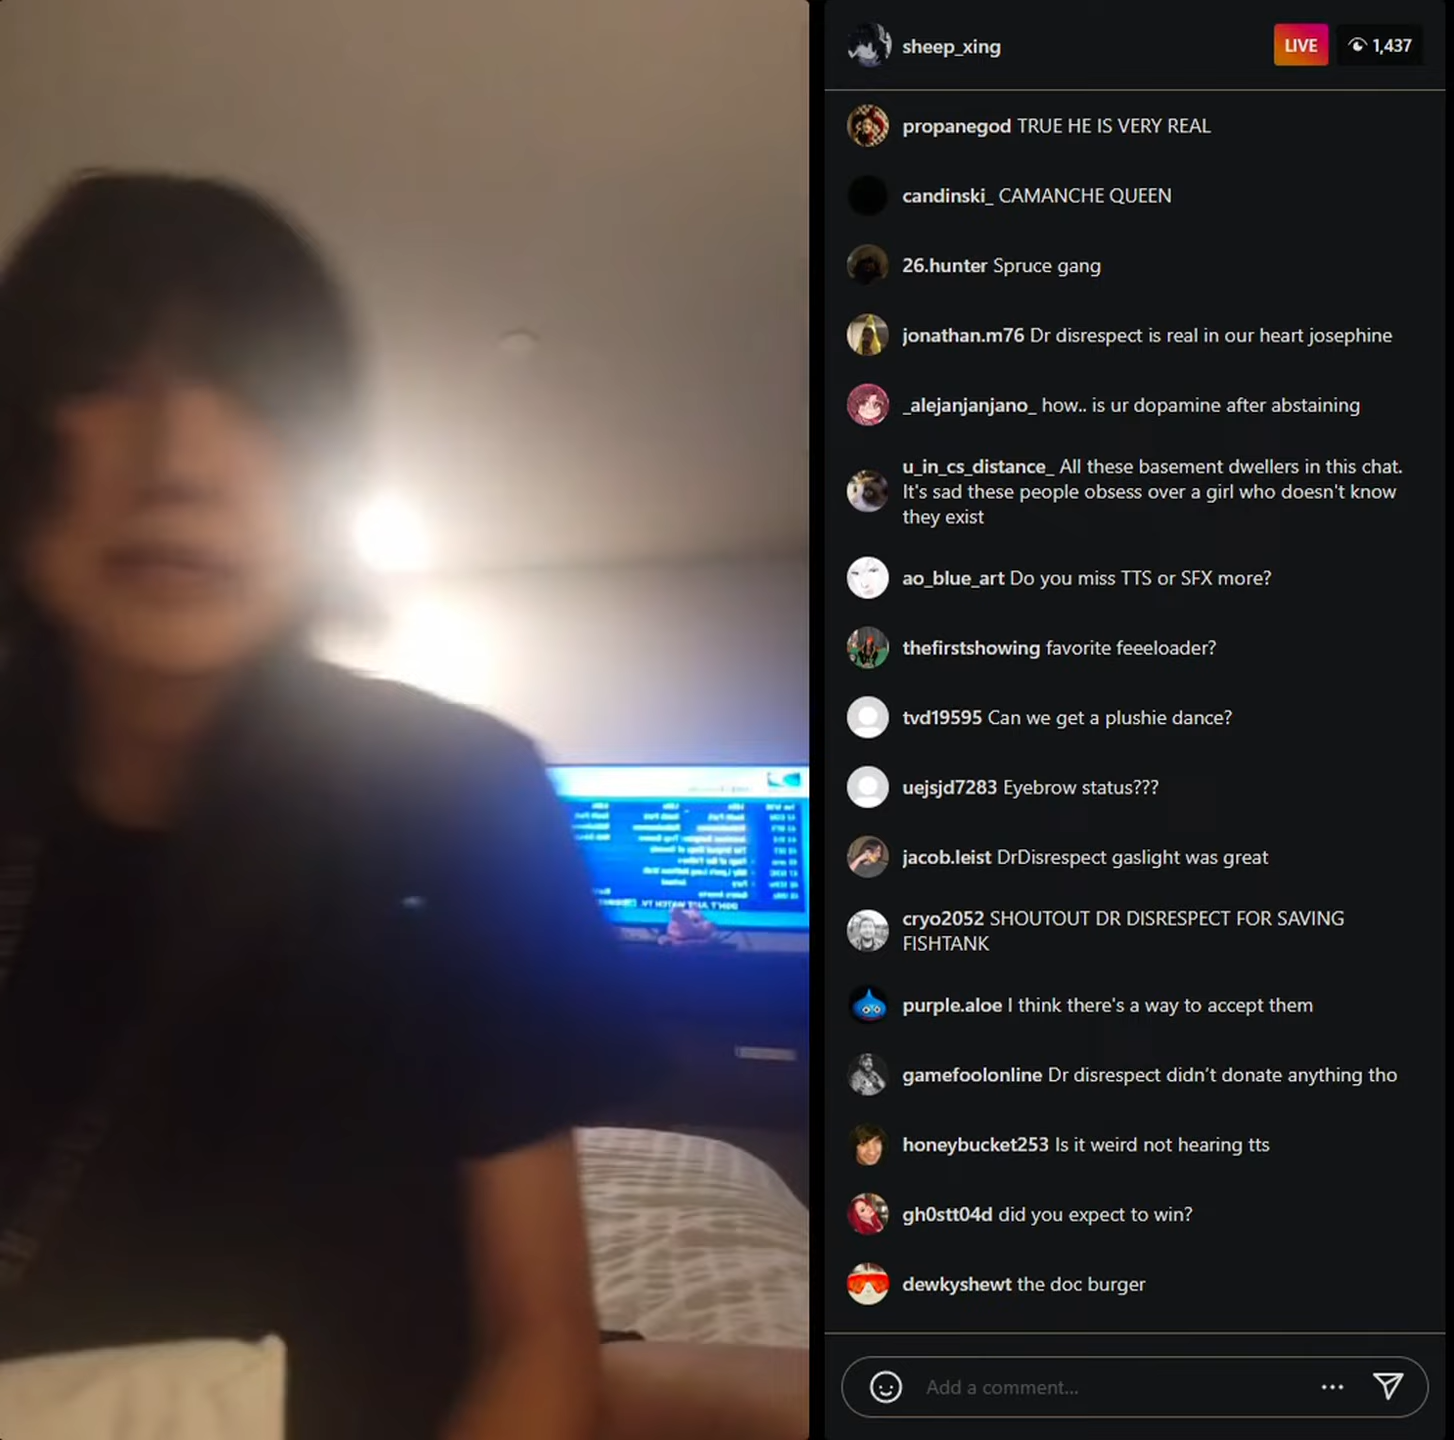 sheep_xing
LIVE
1,437
propanegod TRUE HE IS VERY REAL
candinski_ CAMANCHE QUEEN
26.hunter Spruce gang
jonathan.m76 Dr disrespect is real in our heart josephine
_alejanjanjano_ how.. is ur dopamine after abstaining
u_in_cs_distance_ All these basement dwellers in this chat.
It's sad these people obsess over a girl who doesn't know
they exist
ao_blue_art Do you miss TTS or SFX more?
thefirstshowing favorite feeeloader?
tvd19595 Can we get a plushie dance?
uejsjd7283 Eyebrow status???
jacob.leist DrDisrespect gaslight was great
cryo2052 SHOUTOUT DR DISRESPECT FOR SAVING
FISHTANK
purple.aloe I think there's a way to accept them
gamefoolonline Dr disrespect didn’t donate anything tho
honeybucket253 Is it weird not hearing tts
gh0stt04d did you expect to win?
dewkyshewt the doc burger
Add a comment...